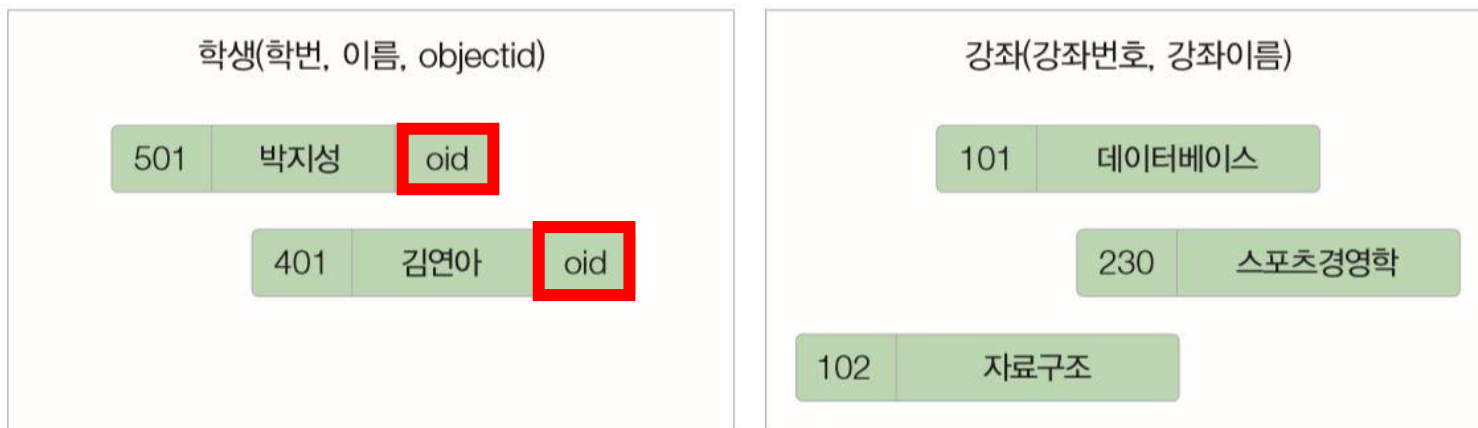 학생(학번, 이름, objectid)
501 박지성 oid
401 김연아 oid
강좌(강좌번호, 강좌이름)
101 데이터베이스
230 스포츠경영학
102 자료구조